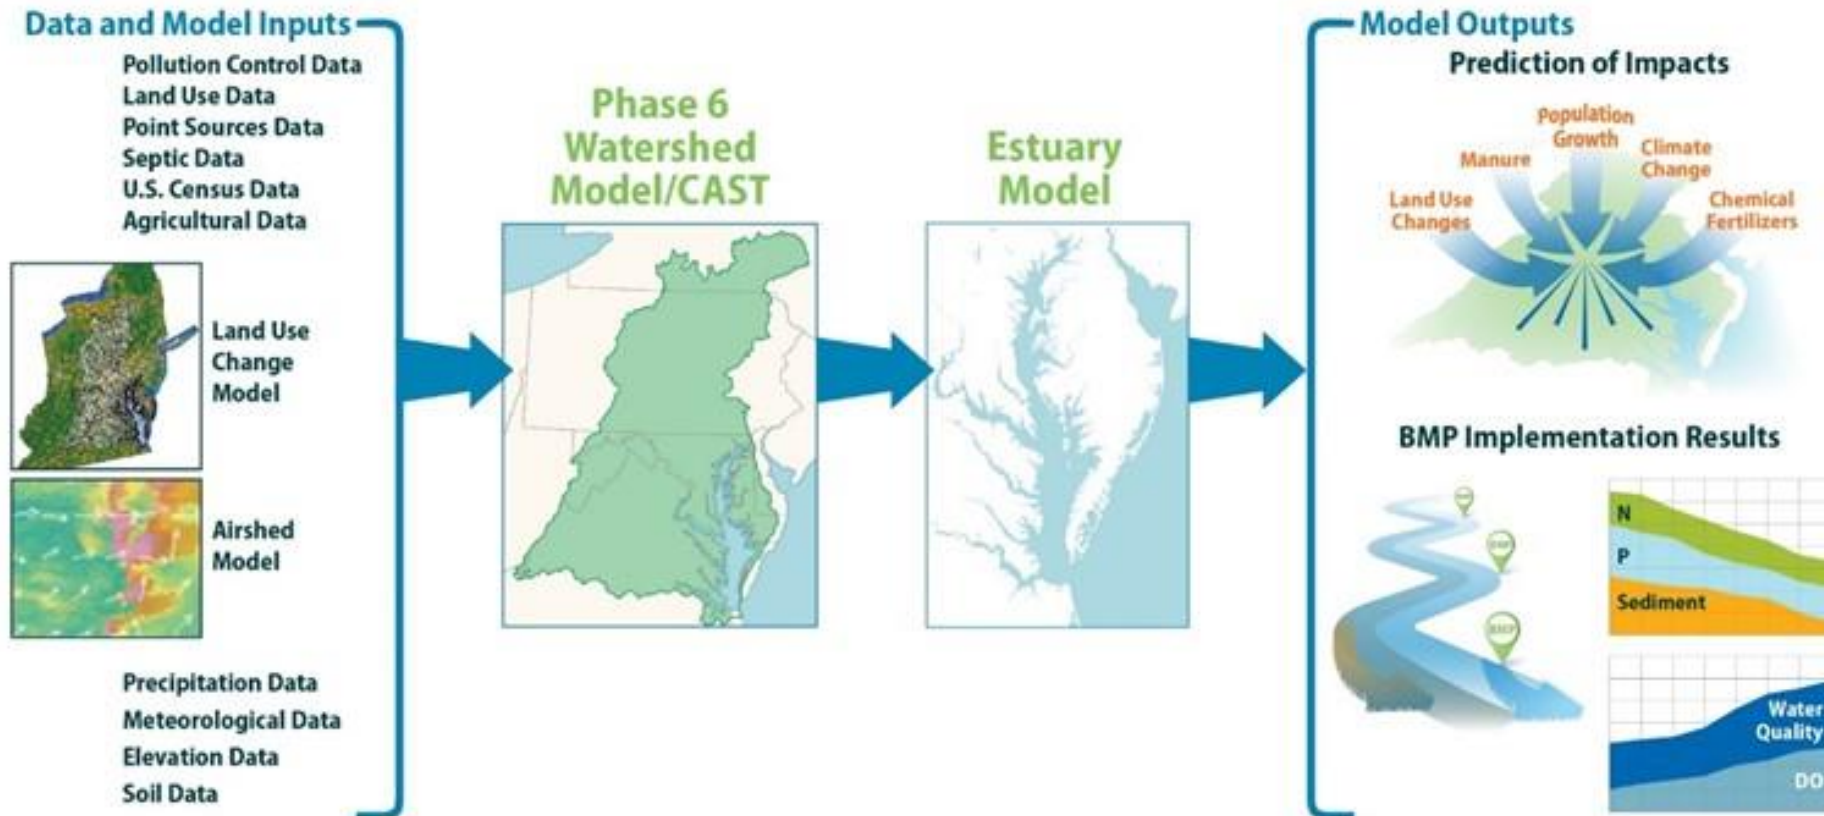 Data and Model Inputs
Pollution Control Data
Land Use Data
Point Sources Data
Septic Data
U.S. Census Data
Agricultural Data
Land Use
Change
Model
Airshed
Model
Precipitation Data
Meteorological Data
Elevation Data
Soil Data
Phase 6
Watershed
Model/CAST
Estuary
Model
Model Outputs
Prediction of Impacts
Population
Growth
Manure
Climate
Change
Land Use
Changes
Chemical
Fertilizers
BMP Implementation Results
BMP
BMP
N
P
Sediment
Water
Quality
DO